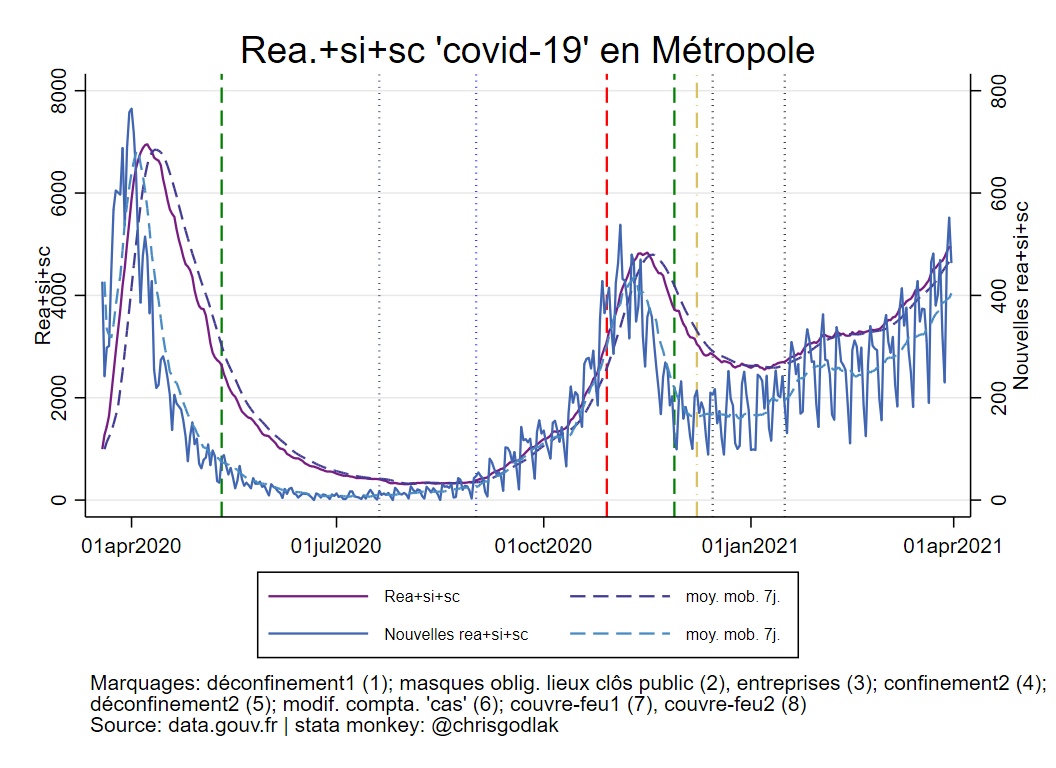 Rea.+si+sc 'covid-19' en Métropole
Rea+si+sc
8000
6000
4000
2000
0
Nouvelles rea+si+sc
800
600
400
200
0
01apr2020 01jul2020 01oct2020 01jan2021 01apr2021
Rea+si+sc moy. mob. 7j.
Nouvelles rea+si+sc moy. mob. 7j.
Marquages: déconfinement1 (1); masques oblig. lieux clôs public (2), entreprises (3); confinement2 (4);
déconfinement2 (5); modif. compta. 'cas' (6); couvre-feu1 (7), couvre-feu2 (8)
Source: data.gouv.fr | stata monkey: @chrisgodlak